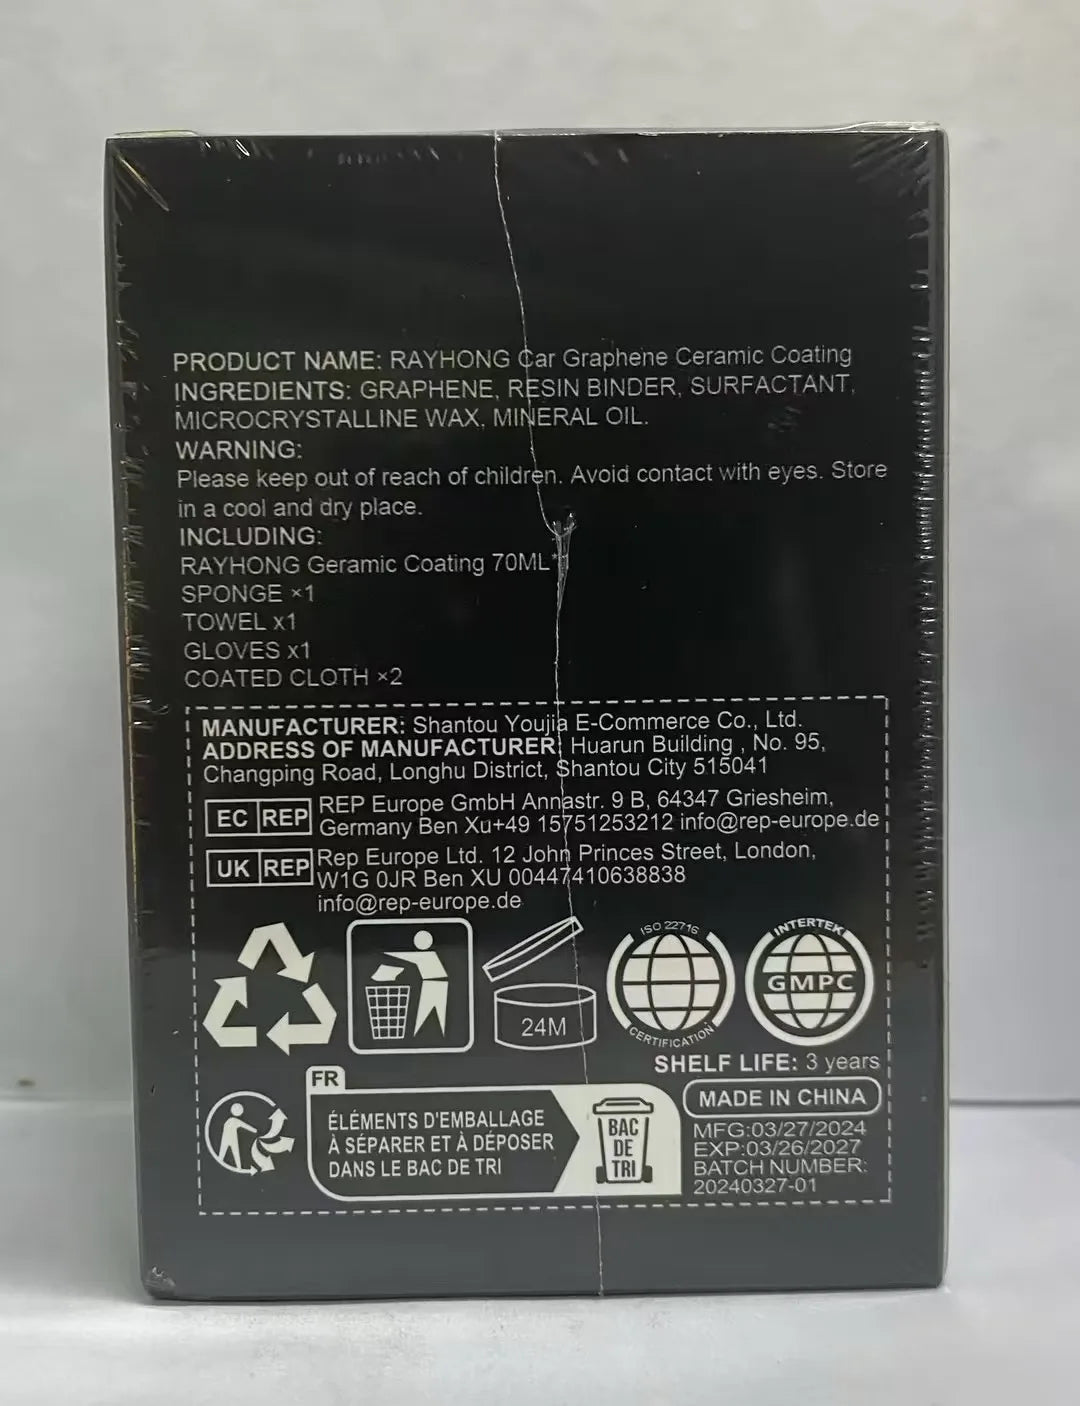 PRODUCT NAME: RAYHONG Car Graphene Ceramic Coating
INGREDIENTS: GRAPHENE, RESIN BINDER, SURFACTANT,
MICROCRYSTALLINE WAX, MINERAL OIL.
WARNING:
Please keep out of reach of children. Avoid contact with eyes. Store
in a cool and dry place.
INCLUDING:
RAYHONG Geramic Coating 70ML*1
SPONGE ×1
TOWEL x1
GLOVES x1
COATED CLOTH ×2
MANUFACTURER: Shantou Youjia E-Commerce Co., Ltd.
ADDRESS OF MANUFACTURER: Huarun Building , No. 95,
Changping Road, Longhu District, Shantou City 515041
EC REP
REP Europe GmbH Annastr. 9 B, 64347 Griesheim,
Germany Ben Xu+49 15751253212 info@rep-europe.de
UK REP
Rep Europe Ltd. 12 John Princes Street, London,
W1G 0JR Ben XU 00447410638838
info@rep-europe.de
24M
ISO 22716
CERTIFICATION
INTERTEK
GMPC
SHELF LIFE: 3 years
FR
ÉLÉMENTS D'EMBALLAGE
À SÉPARER ET À DÉPOSER
DANS LE BAC DE TRI
BAC
DE
TRI
MADE IN CHINA
MFG:03/27/2024
EXP:03/26/2027
BATCH NUMBER:
20240327-01